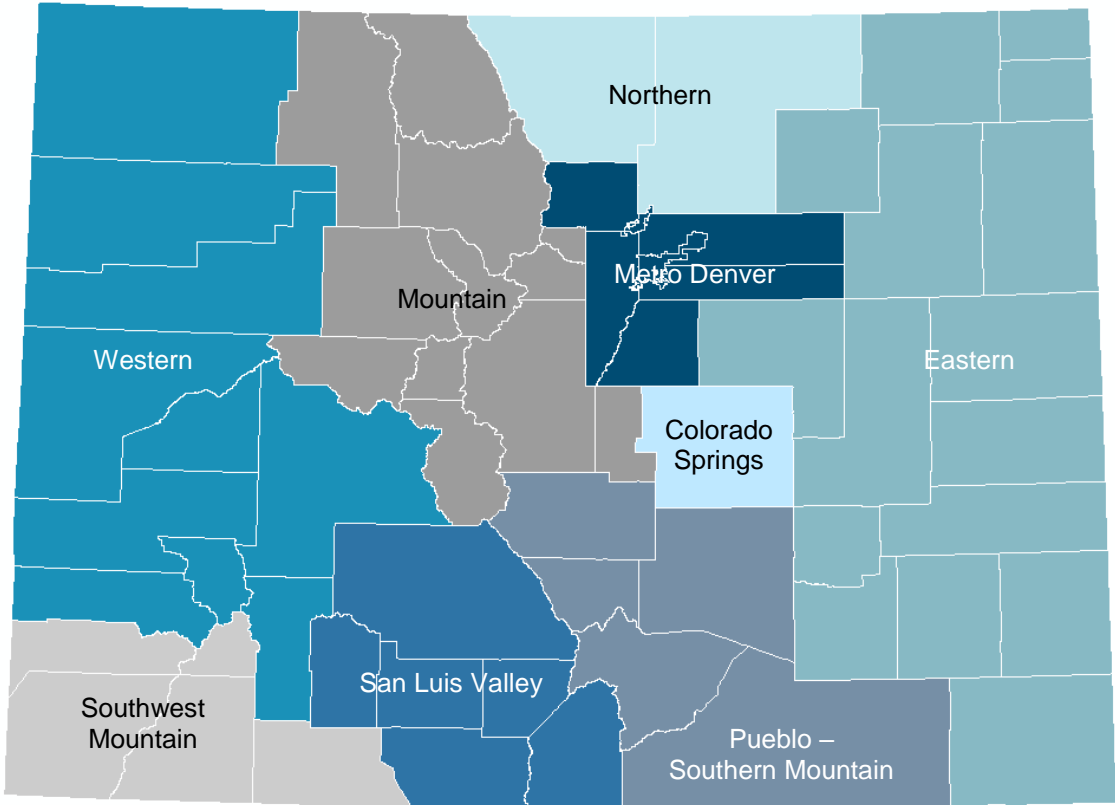 Northern
Metro Denver
Mountain
Western
Eastern
Colorado
Springs
San Luis Valley
Southwest
Mountain
Pueblo –
Southern Mountain